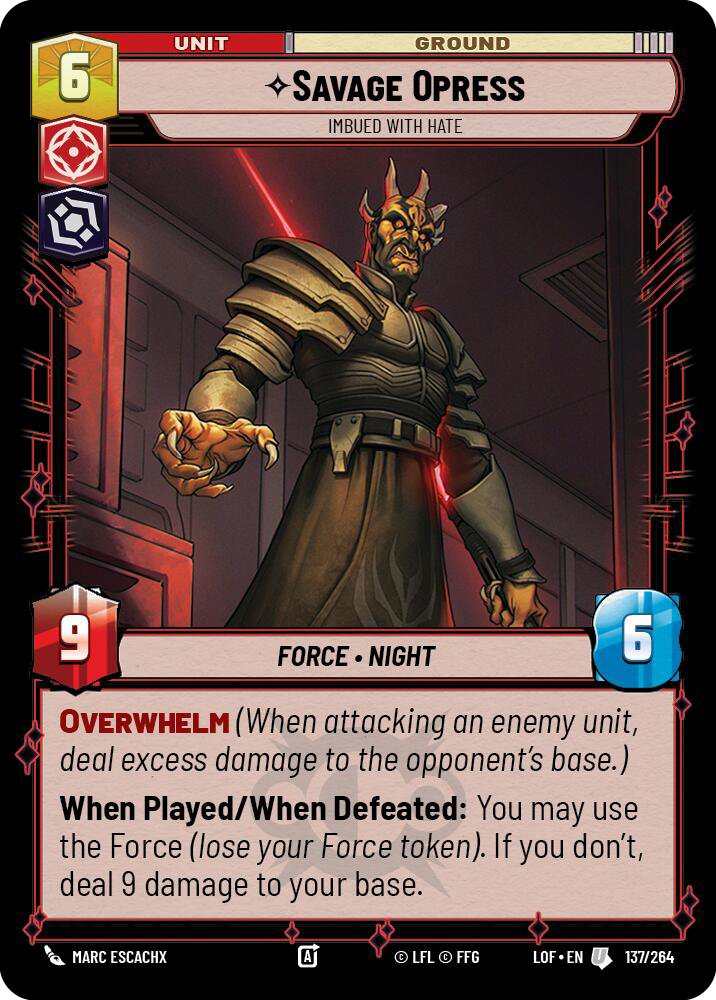 UNIT
GROUND
6
SAVAGE OPRESS
IMBUED WITH HATE
9
FORCE • NIGHT
6
OVERWHELM (When attacking an enemy unit,
deal excess damage to the opponent's base.)
When Played/When Defeated: You may use
the Force (lose your Force token). If you don't,
deal 9 damage to your base.
MARC ESCACHX
A
© LFL © FFG
LOF • EN
U
137/264